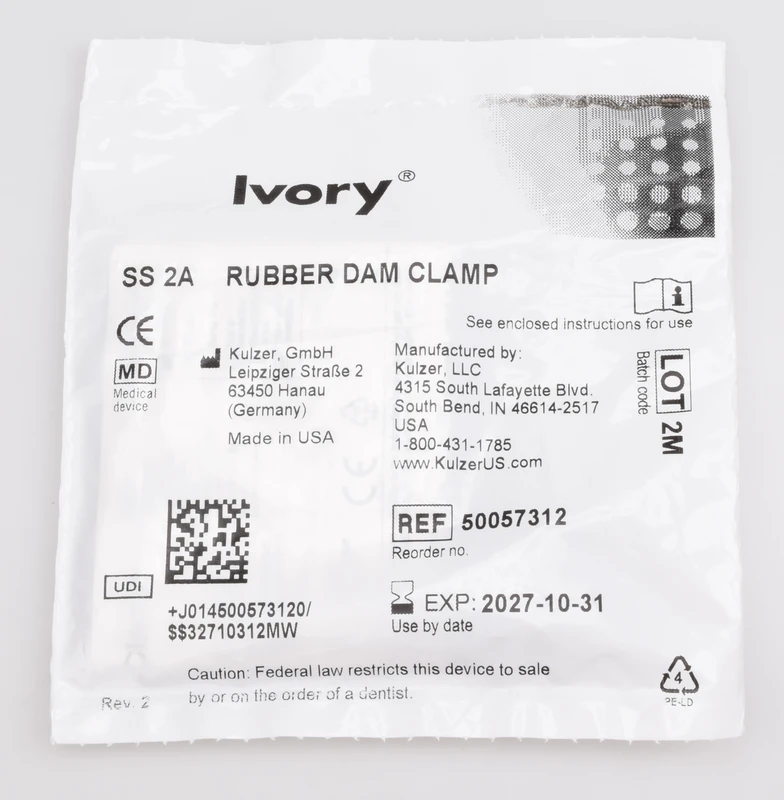 Ivory®
SS 2A RUBBER DAM CLAMP
See enclosed instructions for use
CE
MD
Medical
device
Kulzer, GmbH
Leipziger Straße 2
63450 Hanau
(Germany)
Made in USA
Manufactured by:
Kulzer, LLC
4315 South Lafayette Blvd.
South Bend, IN 46614-2517
USA
1-800-431-1785
www.KulzerUS.com
LOT 2M
Batch code
REF 50057312
Reorder no.
UDI
+J014500573120/
$$32710312MW
EXP: 2027-10-31
Use by date
Caution: Federal law restricts this device to sale
by or on the order of a dentist.
Rev. 2
4
PE-LD